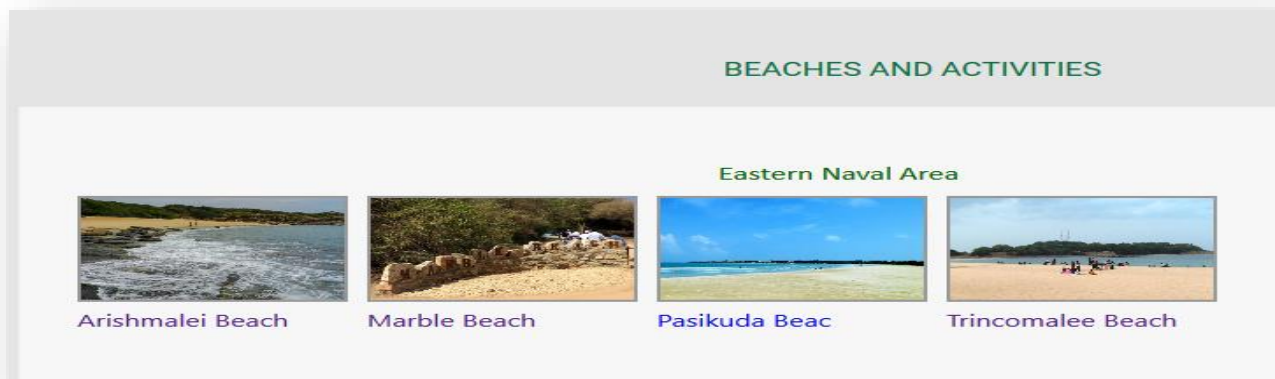 BEACHES AND ACTIVITIES
Eastern Naval Area
Arishmalei Beach
Marble Beach
Pasikuda Beac
Trincomalee Beach